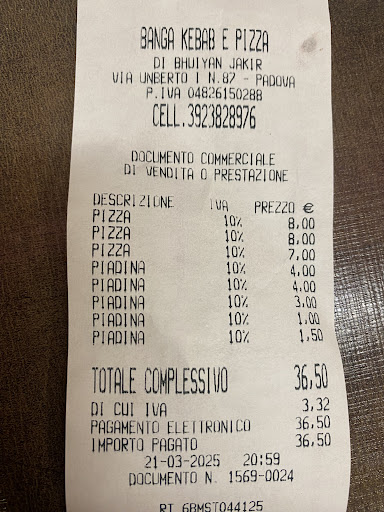 BANGA KEBAB E PIZZA
DI BHUIYAN JAKIR
VIA UNBERTO I N.87 - PADOVA
P.IVA 04826150288
CELL.3923828976
DOCUMENTO COMMERCIALE
DI VENDITA O PRESTAZIONE
DESCRIZIONE IVA PREZZO €
PIZZA 10% 8,00
PIZZA 10% 8,00
PIZZA 10% 7,00
PIADINA 10% 4,00
PIADINA 10% 4,00
PIADINA 10% 3,00
PIADINA 10% 1,00
PIADINA 10% 1,50
TOTALE COMPLESSIVO 36,50
DI CUI IVA 3,32
PAGAMENTO ELETTRONICO 36,50
IMPORTO PAGATO 36,50
21-03-2025 20:59
DOCUMENTO N. 1569-0024
RT 6BMST044125